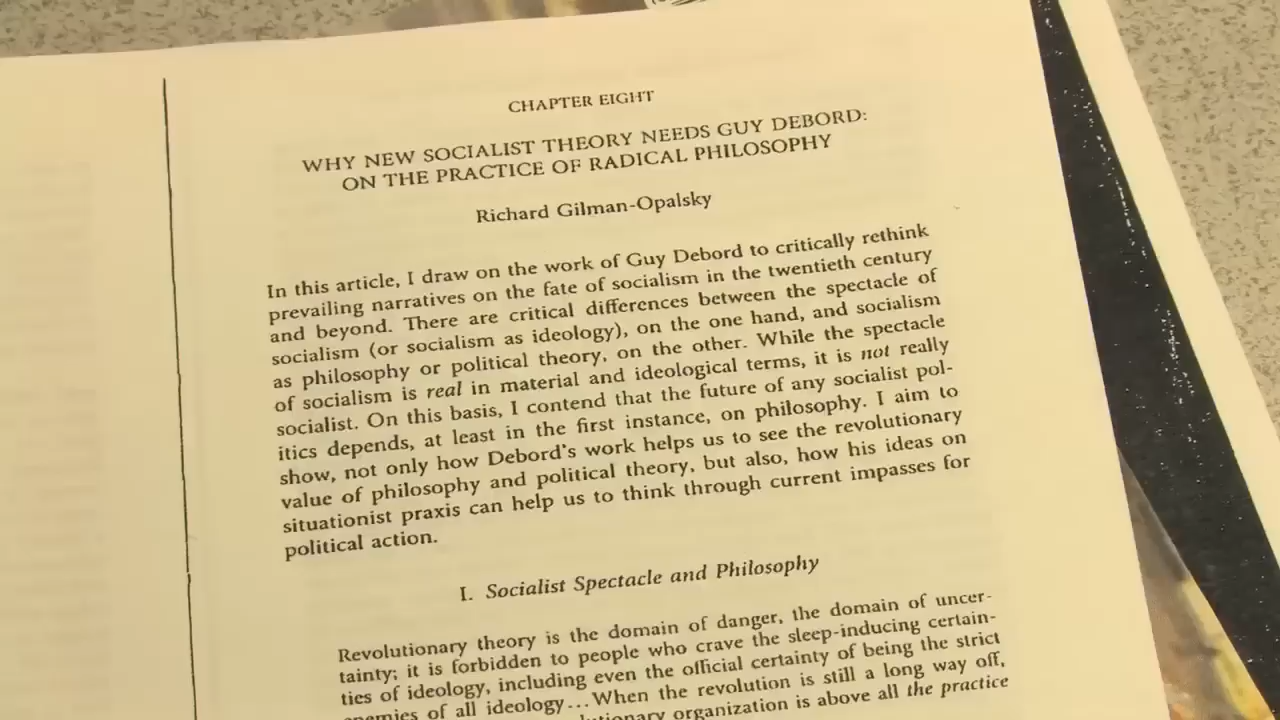 CHAPTER EIGHT
WHY NEW SOCIALIST THEORY NEEDS GUY DEBORD:
ON THE PRACTICE OF RADICAL PHILOSOPHY
Richard Gilman-Opalsky
In this article, I draw on the work of Guy Debord to critically rethink
prevailing narratives on the fate of socialism in the twentieth century
and beyond. There are critical differences between the spectacle of
socialism (or socialism as ideology), on the one hand, and socialism
as philosophy or political theory, on the other. While the spectacle
of socialism is real in material and ideological terms, it is not really
socialist. On this basis, I contend that the future of any socialist pol-
itics depends, at least in the first instance, on philosophy. I aim to
show, not only how Debord's work helps us to see the revolutionary
value of philosophy and political theory, but also, how his ideas on
situationist praxis can help us to think through current impasses for
political action.
I. Socialist Spectacle and Philosophy
Revolutionary theory is the domain of danger, the domain of uncer-
tainty; it is forbidden to people who crave the sleep-inducing certain-
ties of ideology, including even the official certainty of being the strict
enemies of all ideology... When the revolution is still a long way off,
organization is above all the practice